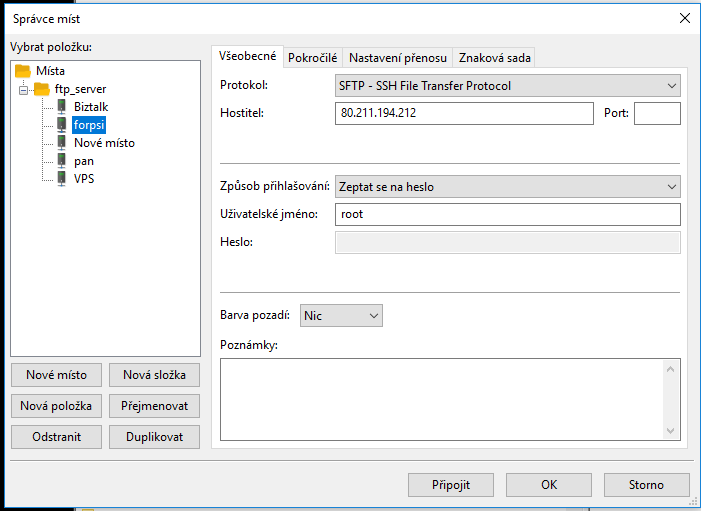 Správce míst
Vybrat položku:
Místa
ftp_server
Biztalk
forpsi
Nové místo
pan
VPS
Nové místo
Nová složka
Nová položka
Přejmenovat
Odstranit
Duplikovat
Všeobecné
Pokročilé
Nastavení přenosu
Znaková sada
Protokol:
SFTP - SSH File Transfer Protocol
Hostitel:
80.211.194.212
Port:
Způsob přihlašování:
Zeptat se na heslo
Uživatelské jméno:
root
Heslo:
Barva pozadí:
Nic
Poznámky:
Připojit
OK
Storno